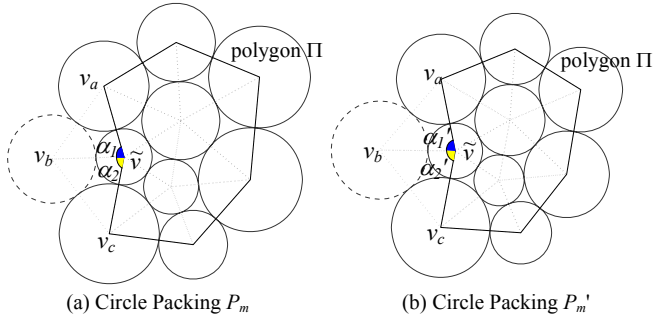 polygon Π
v_a
v_b
α_1
α_2
ṽ
v_c
(a) Circle Packing P_m
polygon Π
v_a
v_b
α_1'
α_2'
ṽ
v_c
(b) Circle Packing P_m'